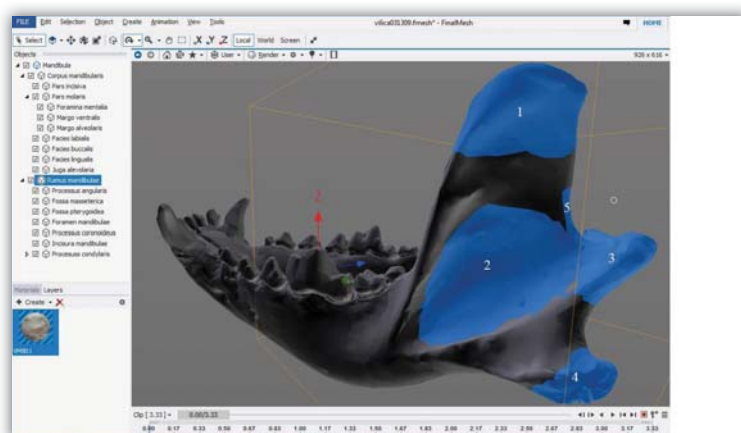 FILE Edit Selection Object Create Animation View Tools
vilica031309.fmesh* - FinalMesh
HOME
Select
X Y Z Local World Screen
Objects
User Render
928 x 616
Mandibula
Corpus mandibularis
Pars incisiva
Pars molaris
Foramina mentalia
Margo ventralis
Margo alveolaris
Facies labialis
Facies buccalis
Facies lingualis
Juga alevolaria
Ramus mandibulae
Processus angularis
Fossa masseterica
Fossa pterygoidea
Foramen mandibulae
Processus coronoideus
Incisura mandibulae
Processus condylaris
1
Z
5
2
3
4
Materials Layers
Create
Clip [ 3.33 ]
0.00/3.33
0.00 0.17 0.33 0.50 0.67 0.83 1.00 1.17 1.33 1.50 1.67 1.83 2.00 2.17 2.33 2.50 2.67 2.83 3.00 3.17 3.33